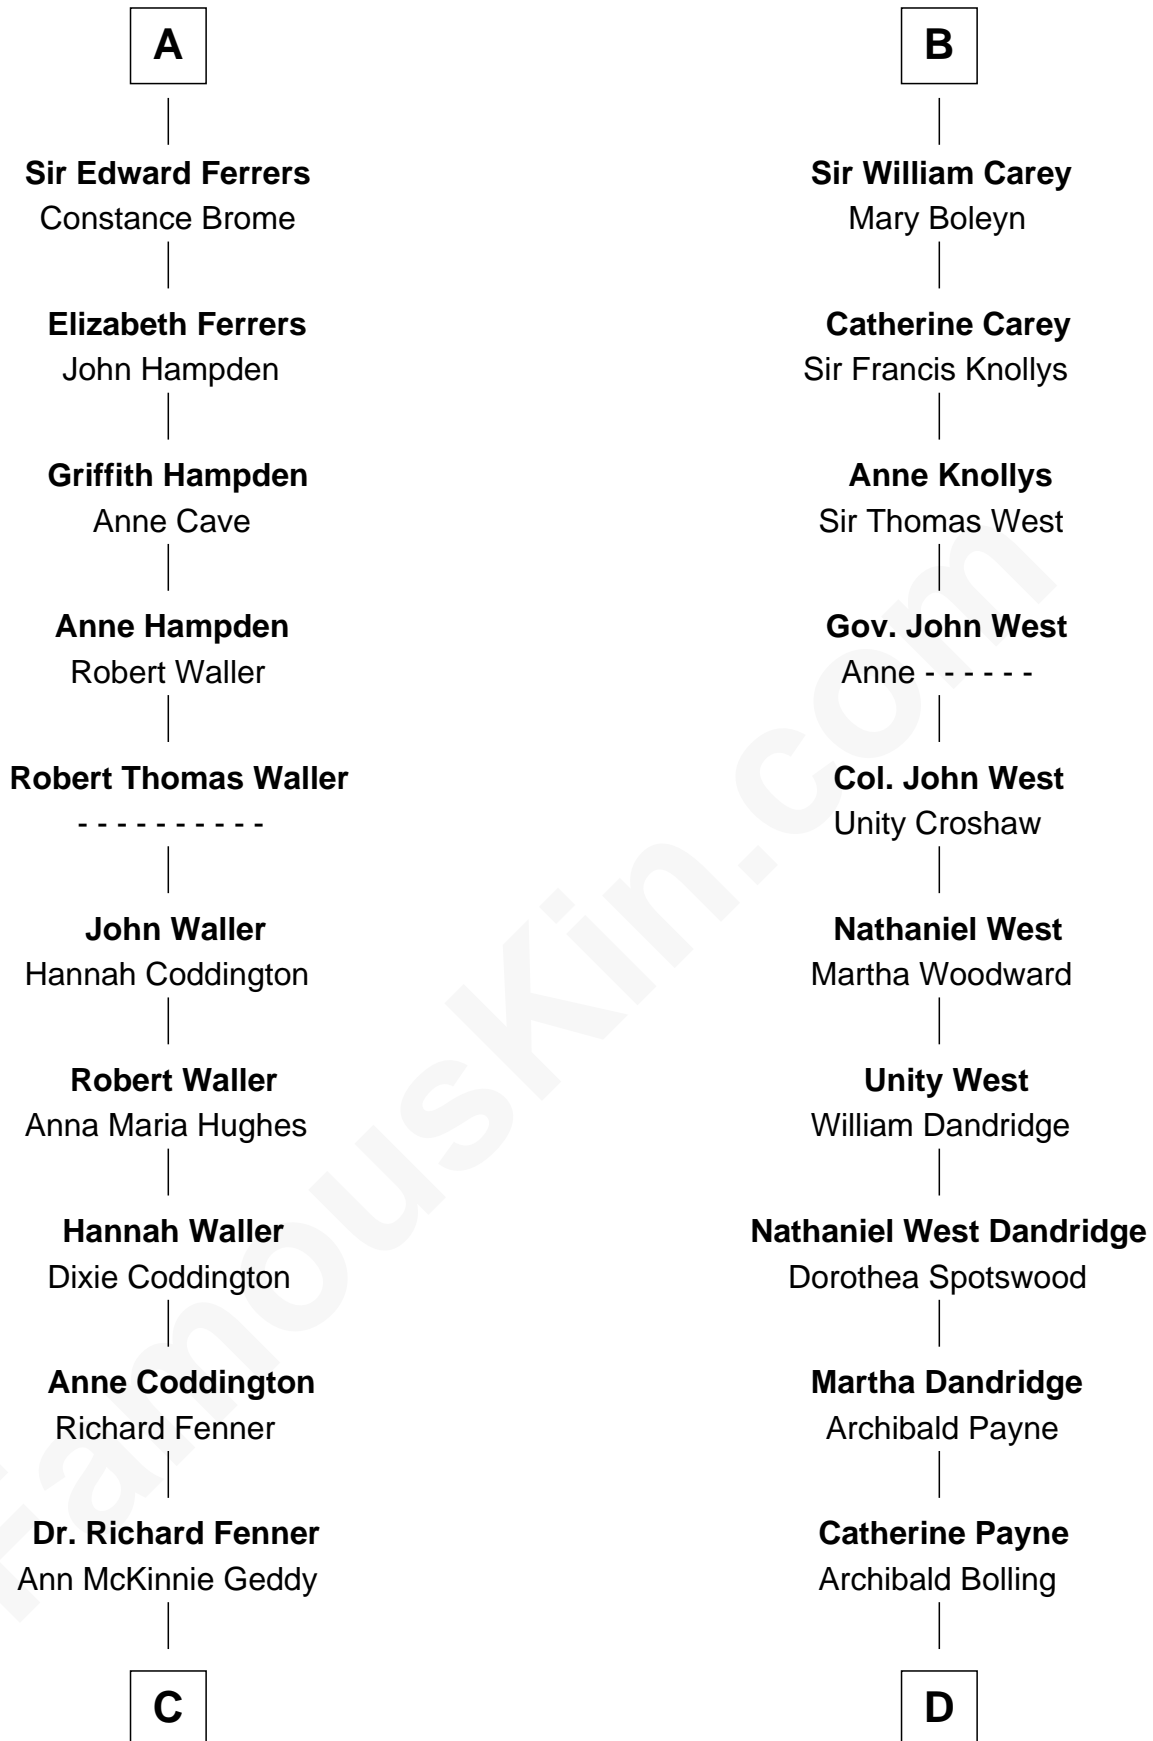 A
Sir Edward Ferrers
Constance Brome
Elizabeth Ferrers
John Hampden
Griffith Hampden
Anne Cave
Anne Hampden
Robert Waller
Robert Thomas Waller
- - - - - - - - - -
John Waller
Hannah Coddington
Robert Waller
Anna Maria Hughes
Hannah Waller
Dixie Coddington
Anne Coddington
Richard Fenner
Dr. Richard Fenner
Ann McKinnie Geddy
C
B
Sir William Carey
Mary Boleyn
Catherine Carey
Sir Francis Knollys
Anne Knollys
Sir Thomas West
Gov. John West
Anne - - - - - -
Col. John West
Unity Croshaw
Nathaniel West
Martha Woodward
Unity West
William Dandridge
Nathaniel West Dandridge
Dorothea Spotswood
Martha Dandridge
Archibald Payne
Catherine Payne
Archibald Bolling
D
FamousKin.com